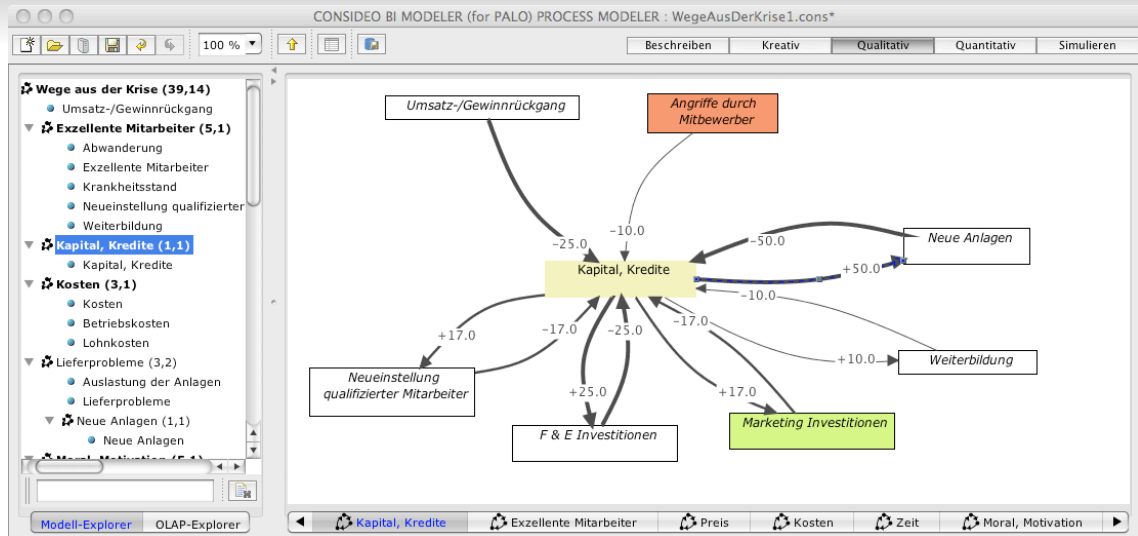 CONSIDEO BI MODELER (for PALO) PROCESS MODELER : WegeAusDerKrise1.cons*
100 %
Beschreiben
Kreativ
Qualitativ
Quantitativ
Simulieren
Wege aus der Krise (39,14)
Umsatz-/Gewinnrückgang
Exzellente Mitarbeiter (5,1)
Abwanderung
Exzellente Mitarbeiter
Krankheitsstand
Neueinstellung qualifizierter
Weiterbildung
Kapital, Kredite (1,1)
Kapital, Kredite
Kosten (3,1)
Kosten
Betriebskosten
Lohnkosten
Lieferprobleme (3,2)
Auslastung der Anlagen
Lieferprobleme
Neue Anlagen (1,1)
Neue Anlagen
Moral, Motivation (5,1)
Modell-Explorer
OLAP-Explorer
Umsatz-/Gewinnrückgang
Angriffe durch
Mitbewerber
-10.0
-25.0
-50.0
Neue Anlagen
Kapital, Kredite
+50.0
-10.0
+17.0
-17.0
-25.0
-17.0
+10.0
Weiterbildung
Neueinstellung
qualifizierter Mitarbeiter
+25.0
+17.0
Marketing Investitionen
F & E Investitionen
Kapital, Kredite
Exzellente Mitarbeiter
Preis
Kosten
Zeit
Moral, Motivation